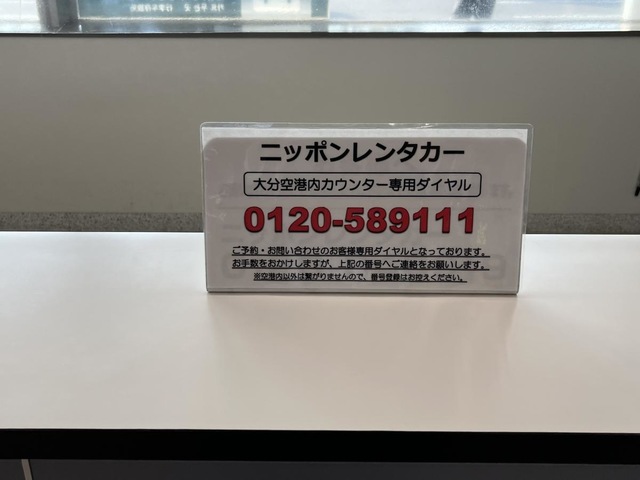 ニッポンレンタカー
大分空港内カウンター専用ダイヤル
0120-589111
ご予約・お問い合わせのお客様専用ダイヤルとなっております。
お手数をおかけしますが、上記の番号へご連絡をお願いします。
※空港内以外は繋がりませんので、番号登録はお控えください。